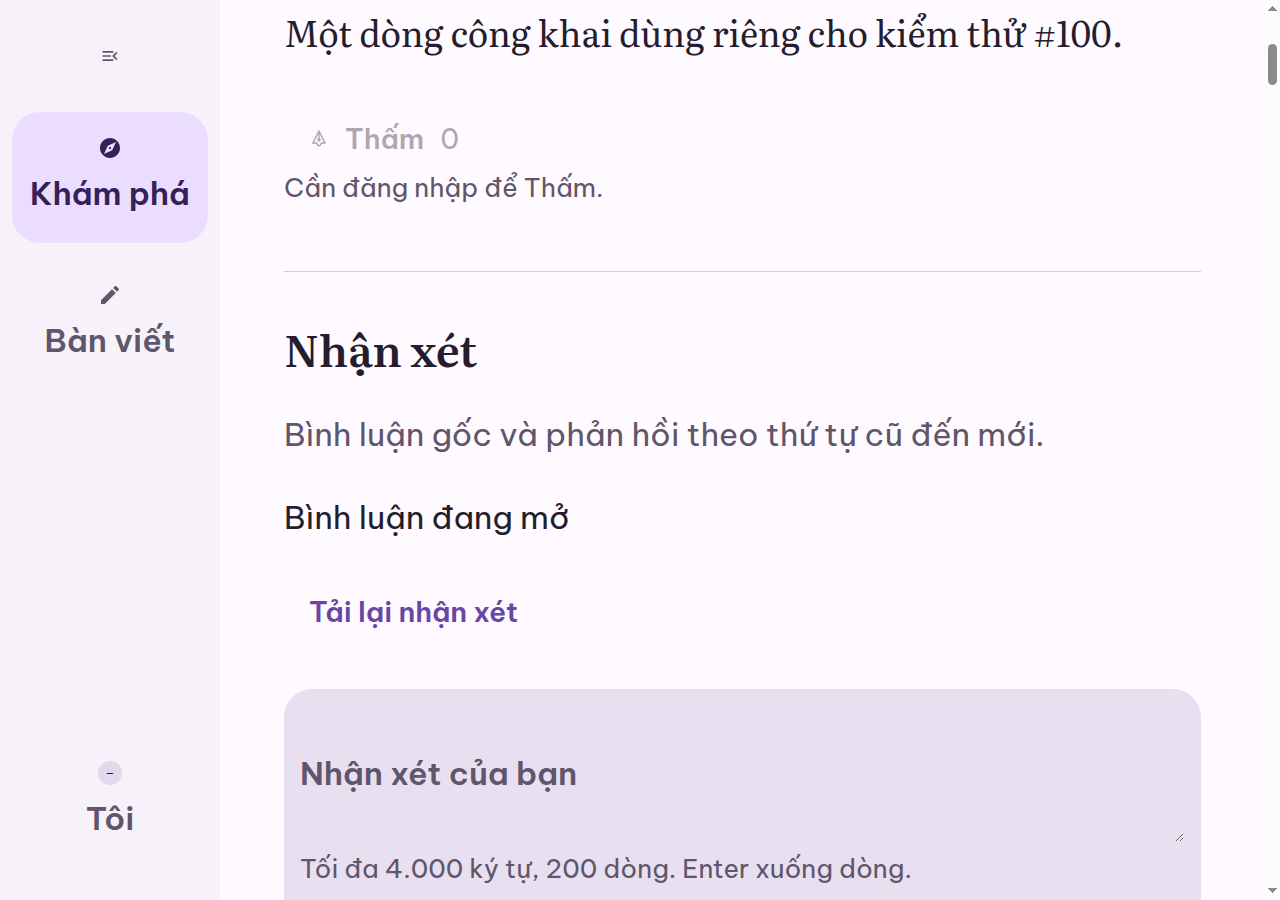 Khám phá
Bàn viết
–
Tôi
Một dòng công khai dùng riêng cho kiểm thử #100.
Thấm 0
Cần đăng nhập để Thấm.
Nhận xét
Bình luận gốc và phản hồi theo thứ tự cũ đến mới.
Bình luận đang mở
Tải lại nhận xét
Nhận xét của bạn
Tối đa 4.000 ký tự, 200 dòng. Enter xuống dòng.